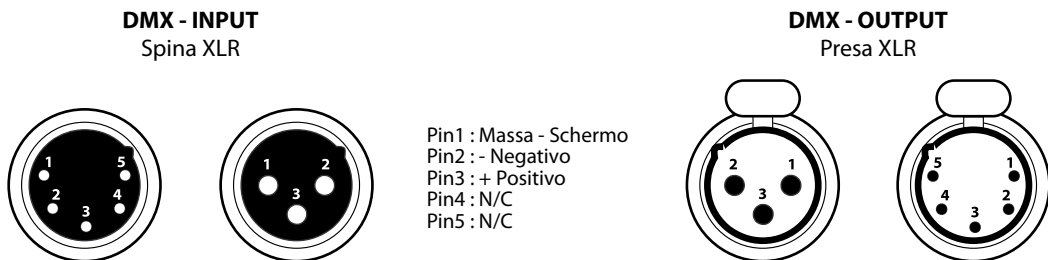 DMX - INPUT
Spina XLR
DMX - OUTPUT
Presa XLR
1 5
2 4
3
1 2
3
Pin1 : Massa - Schermo
Pin2 : - Negativo
Pin3 : + Positivo
Pin4 : N/C
Pin5 : N/C
2 1
3
5 1
4 2
3